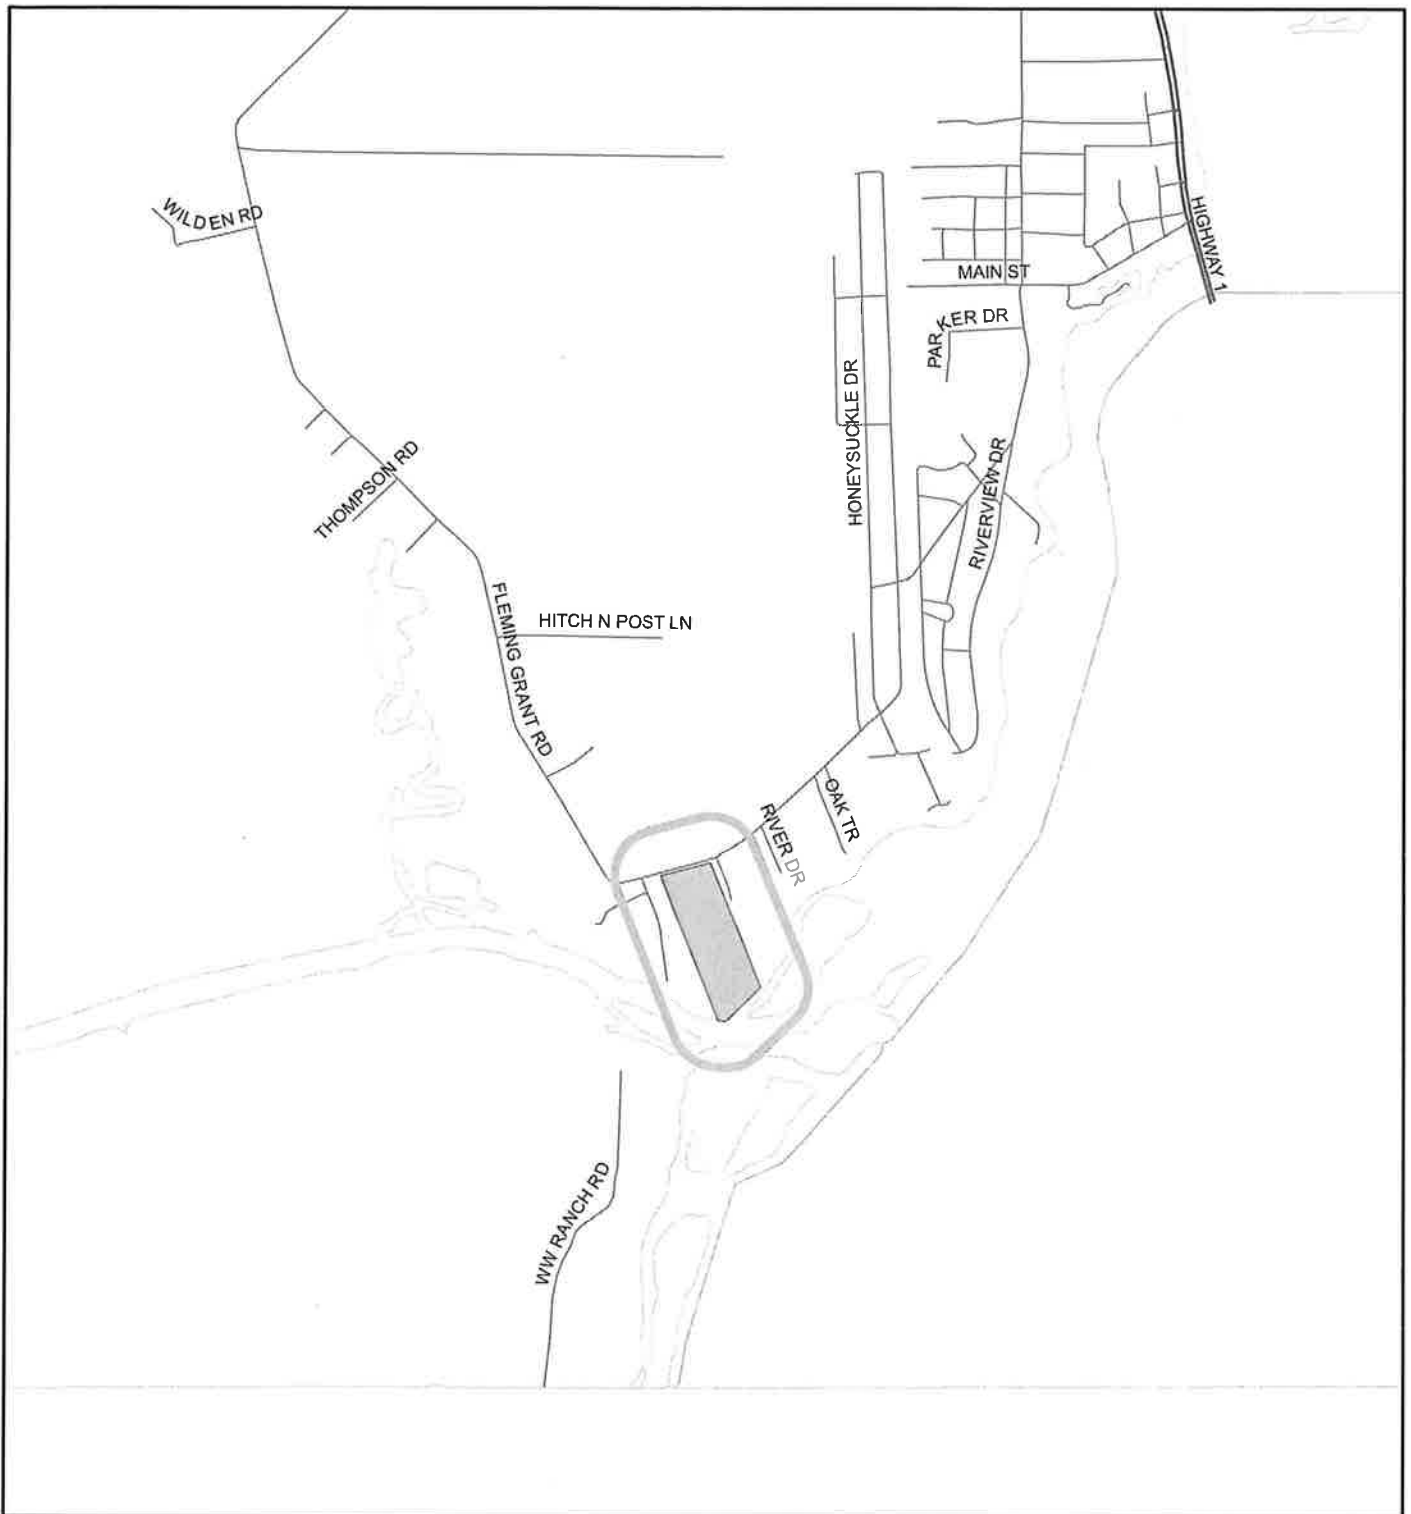 WILDEN RD
HIGHWAY 1
MAIN ST
PARKER DR
HONEYSUCKLE DR
THOMPSON RD
RIVERVIEW DR
FLEMING GRANT RD
HITCH N POST LN
OAK TR
RIVER DR
WW RANCH RD